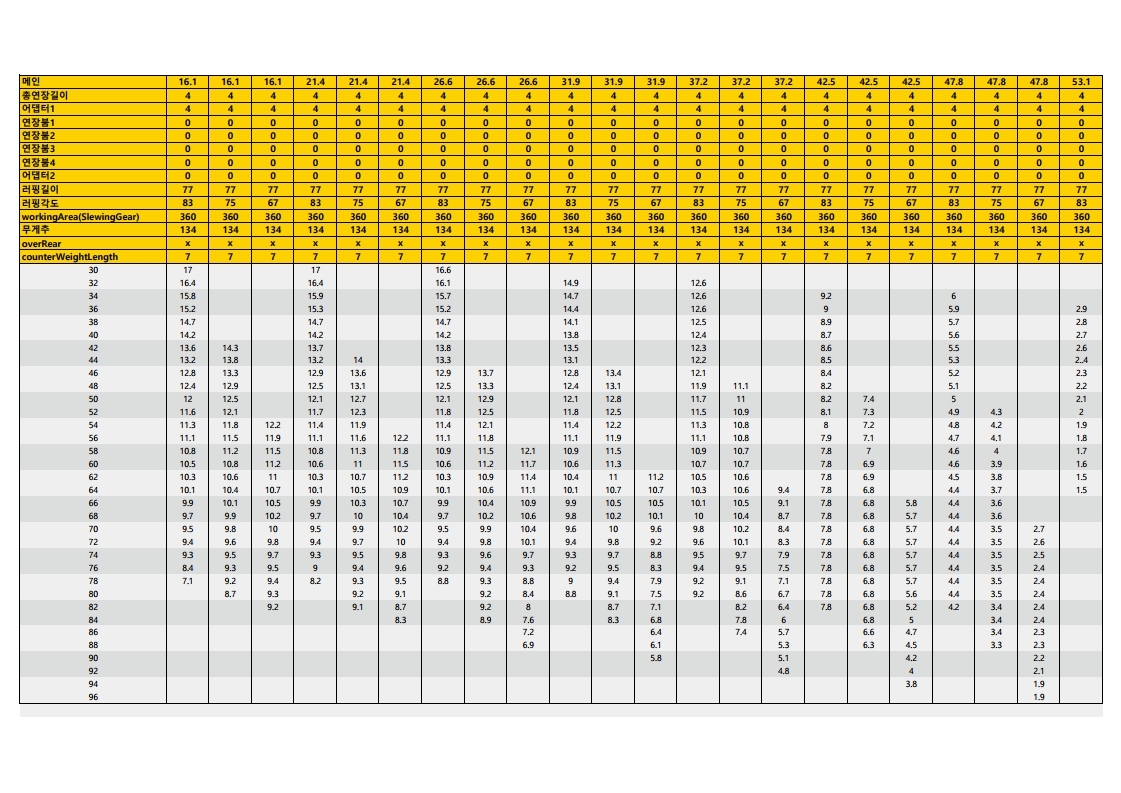 메인 16.1 16.1 16.1 21.4 21.4 21.4 26.6 26.6 26.6 31.9 31.9 31.9 37.2 37.2 37.2 42.5 42.5 42.5 47.8 47.8 47.8 53.1
총연장길이 4 4 4 4 4 4 4 4 4 4 4 4 4 4 4 4 4 4 4 4 4 4
어댑터1 4 4 4 4 4 4 4 4 4 4 4 4 4 4 4 4 4 4 4 4 4 4
연장붐1 0 0 0 0 0 0 0 0 0 0 0 0 0 0 0 0 0 0 0 0 0 0
연장붐2 0 0 0 0 0 0 0 0 0 0 0 0 0 0 0 0 0 0 0 0 0 0
연장붐3 0 0 0 0 0 0 0 0 0 0 0 0 0 0 0 0 0 0 0 0 0 0
연장붐4 0 0 0 0 0 0 0 0 0 0 0 0 0 0 0 0 0 0 0 0 0 0
어댑터2 0 0 0 0 0 0 0 0 0 0 0 0 0 0 0 0 0 0 0 0 0 0
러핑길이 77 77 77 77 77 77 77 77 77 77 77 77 77 77 77 77 77 77 77 77 77 77
러핑각도 83 75 67 83 75 67 83 75 67 83 75 67 83 75 67 83 75 67 83 75 67 83
workingArea(SlewingGear) 360 360 360 360 360 360 360 360 360 360 360 360 360 360 360 360 360 360 360 360 360 360
무게추 134 134 134 134 134 134 134 134 134 134 134 134 134 134 134 134 134 134 134 134 134 134
overRear x x x x x x x x x x x x x x x x x x x x x x
counterWeightLength 7 7 7 7 7 7 7 7 7 7 7 7 7 7 7 7 7 7 7 7 7 7
30 17 17 16.6
32 16.4 16.4 16.1 14.9 12.6
34 15.8 15.9 15.7 14.7 12.6 9.2 6
36 15.2 15.3 15.2 14.4 12.6 9 5.9 2.9
38 14.7 14.7 14.7 14.1 12.5 8.9 5.7 2.8
40 14.2 14.2 14.2 13.8 12.4 8.7 5.6 2.7
42 13.6 14.3 13.7 13.8 13.5 12.3 8.6 5.5 2.6
44 13.2 13.8 13.2 14 13.3 13.1 12.2 8.5 5.3 2..4
46 12.8 13.3 12.9 13.6 12.9 13.7 12.8 13.4 12.1 8.4 5.2 2.3
48 12.4 12.9 12.5 13.1 12.5 13.3 12.4 13.1 11.9 11.1 8.2 5.1 2.2
50 12 12.5 12.1 12.7 12.1 12.9 12.1 12.8 11.7 11 8.2 7.4 5 2.1
52 11.6 12.1 11.7 12.3 11.8 12.5 11.8 12.5 11.5 10.9 8.1 7.3 4.9 4.3 2
54 11.3 11.8 12.2 11.4 11.9 11.4 12.1 11.4 12.2 11.3 10.8 8 7.2 4.8 4.2 1.9
56 11.1 11.5 11.9 11.1 11.6 12.2 11.1 11.8 11.1 11.9 11.1 10.8 7.9 7.1 4.7 4.1 1.8
58 10.8 11.2 11.5 10.8 11.3 11.8 10.9 11.5 12.1 10.9 11.5 10.9 10.7 7.8 7 4.6 4 1.7
60 10.5 10.8 11.2 10.6 11 11.5 10.6 11.2 11.7 10.6 11.3 10.7 10.7 7.8 6.9 4.6 3.9 1.6
62 10.3 10.6 11 10.3 10.7 11.2 10.3 10.9 11.4 10.4 11 11.2 10.5 10.6 7.8 6.9 4.5 3.8 1.5
64 10.1 10.4 10.7 10.1 10.5 10.9 10.1 10.6 11.1 10.1 10.7 10.7 10.3 10.6 9.4 7.8 6.8 4.4 3.7 1.5
66 9.9 10.1 10.5 9.9 10.3 10.7 9.9 10.4 10.9 9.9 10.5 10.5 10.1 10.5 9.1 7.8 6.8 5.8 4.4 3.6
68 9.7 9.9 10.2 9.7 10 10.4 9.7 10.2 10.6 9.8 10.2 10.1 10 10.4 8.7 7.8 6.8 5.7 4.4 3.6
70 9.5 9.8 10 9.5 9.9 10.2 9.5 9.9 10.4 9.6 10 9.6 9.8 10.2 8.4 7.8 6.8 5.7 4.4 3.5 2.7
72 9.4 9.6 9.8 9.4 9.7 10 9.4 9.8 10.1 9.4 9.8 9.2 9.6 10.1 8.3 7.8 6.8 5.7 4.4 3.5 2.6
74 9.3 9.5 9.7 9.3 9.5 9.8 9.3 9.6 9.7 9.3 9.7 8.8 9.5 9.7 7.9 7.8 6.8 5.7 4.4 3.5 2.5
76 8.4 9.3 9.5 9 9.4 9.6 9.2 9.4 9.3 9.2 9.5 8.3 9.4 9.5 7.5 7.8 6.8 5.7 4.4 3.5 2.4
78 7.1 9.2 9.4 8.2 9.3 9.5 8.8 9.3 8.8 9 9.4 7.9 9.2 9.1 7.1 7.8 6.8 5.7 4.4 3.5 2.4
80 8.7 9.3 9.2 9.1 9.2 8.4 8.8 9.1 7.5 9.2 8.6 6.7 7.8 6.8 5.6 4.4 3.4 2.4
82 9.2 9.1 8.7 9.2 8 8.7 7.1 8.2 6.4 7.8 6.8 5.2 4.2 3.4 2.4
84 8.3 8.9 7.6 8.3 6.8 7.8 6 6.8 5 3.4 2.4
86 7.2 6.4 7.4 5.7 6.6 4.7 3.4 2.3
88 6.9 6.1 5.3 6.3 4.5 3.3 2.3
90 5.8 5.1 4.2 2.2
92 4.8 4 2.1
94 3.8 1.9
96 1.9